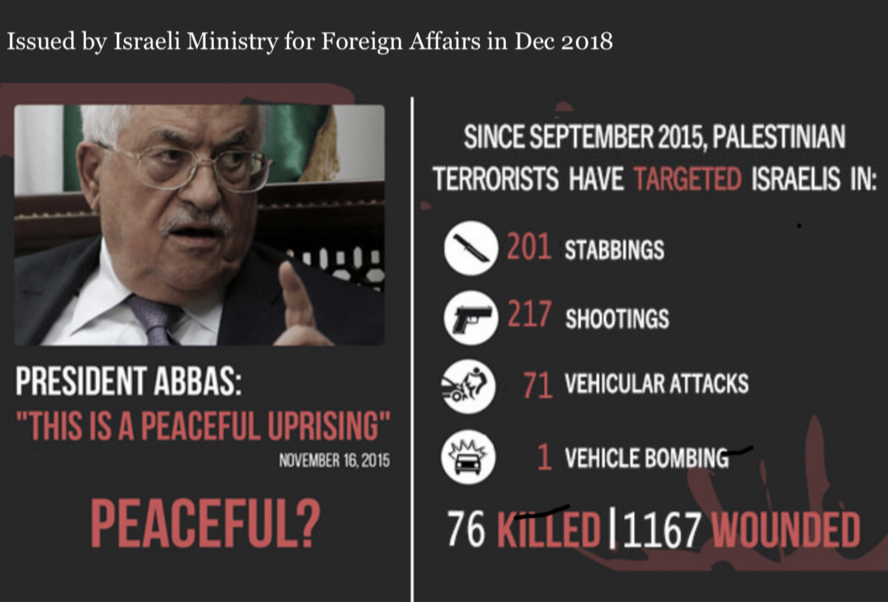 Issued by Israeli Ministry for Foreign Affairs in Dec 2018
PRESIDENT ABBAS:
"THIS IS A PEACEFUL UPRISING"
NOVEMBER 16, 2015
PEACEFUL?
SINCE SEPTEMBER 2015, PALESTINIAN
TERRORISTS HAVE TARGETED ISRAELIS IN:
201 STABBINGS
217 SHOOTINGS
71 VEHICULAR ATTACKS
1 VEHICLE BOMBING
76 KILLED | 1167 WOUNDED